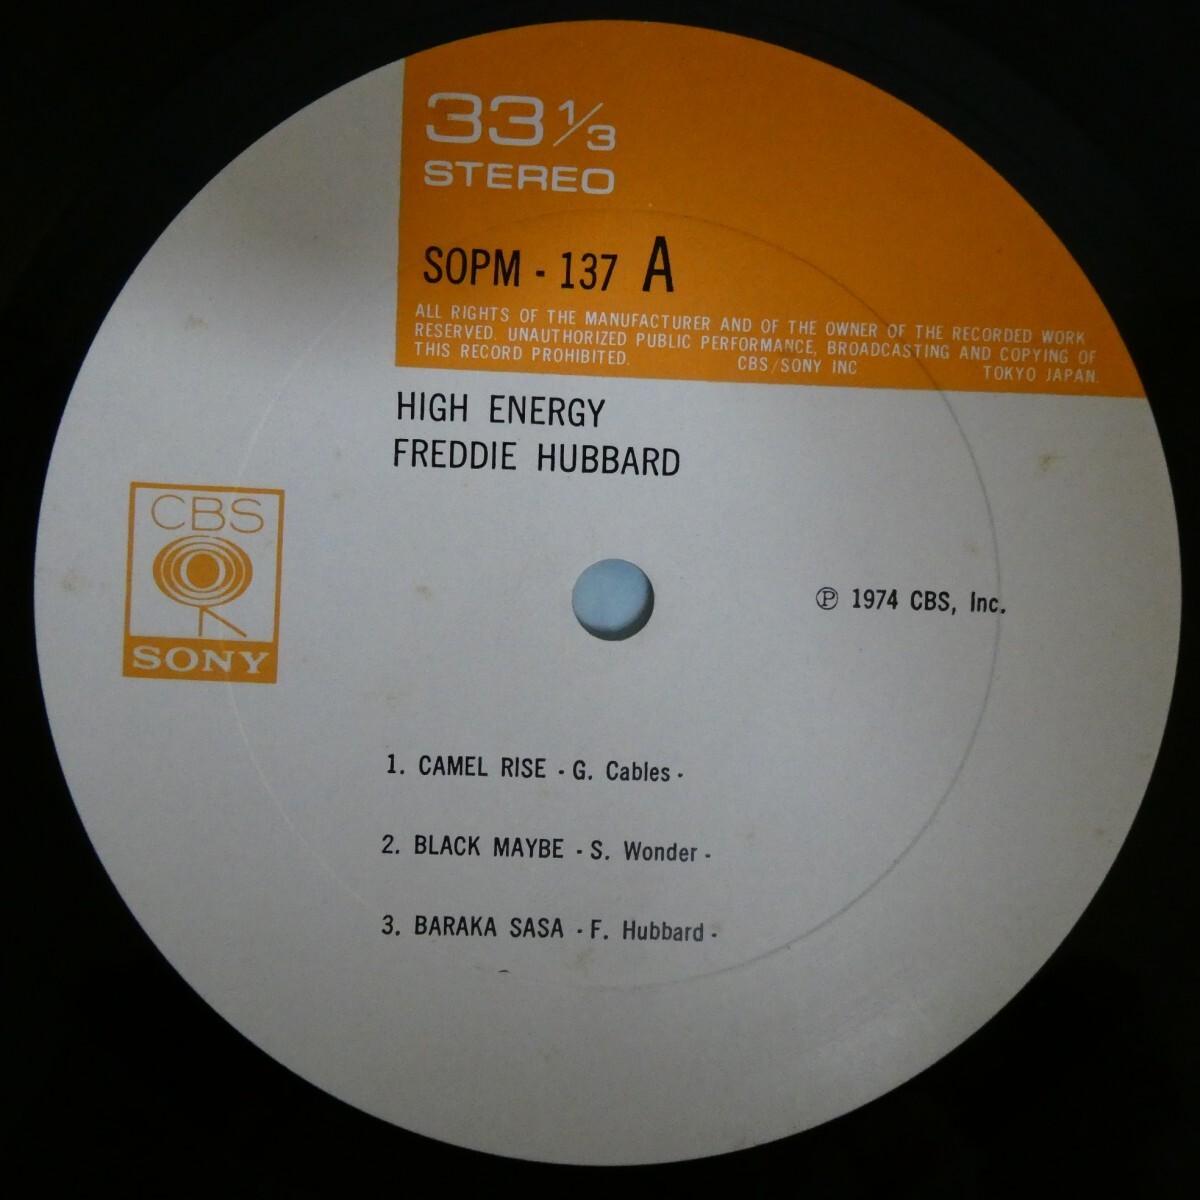 33 1/3
STEREO
SOPM - 137 A
ALL RIGHTS OF THE MANUFACTURER AND OF THE OWNER OF THE RECORDED WORK
RESERVED. UNAUTHORIZED PUBLIC PERFORMANCE, BROADCASTING AND COPYING OF
THIS RECORD PROHIBITED. CBS/SONY INC TOKYO JAPAN.
HIGH ENERGY
FREDDIE HUBBARD
CBS
SONY
℗ 1974 CBS, Inc.
1. CAMEL RISE - G. Cables -
2. BLACK MAYBE - S. Wonder -
3. BARAKA SASA - F. Hubbard -